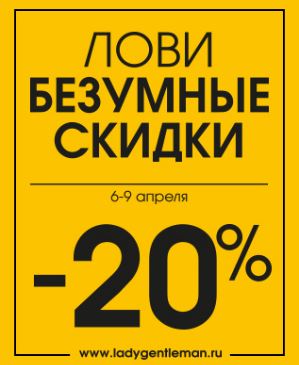 ЛОВИ
БЕЗУМНЫЕ
СКИДКИ
6-9 апреля
-20%
www.ladygentleman.ru